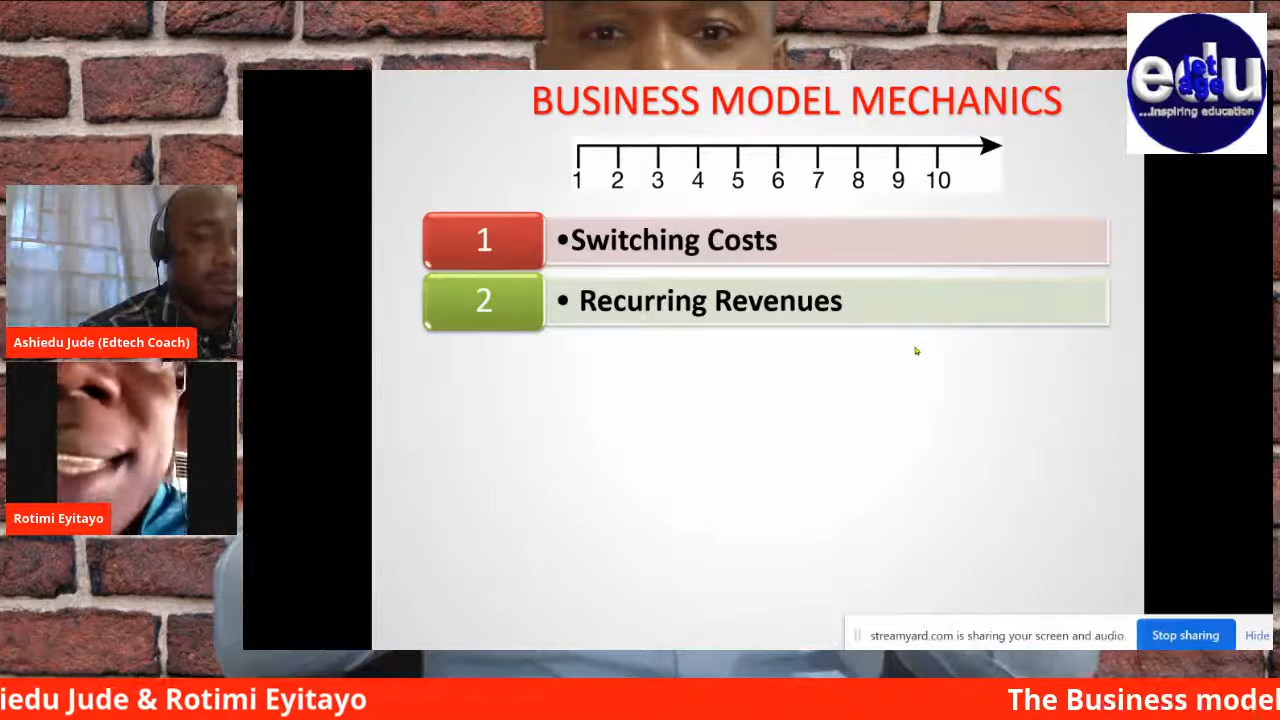 BUSINESS MODEL MECHANICS
1 2 3 4 5 6 7 8 9 10
1 •Switching Costs
2 • Recurring Revenues
edu
jet
age
...inspiring education
Ashiedu Jude (Edtech Coach)
Rotimi Eyitayo
streamyard.com is sharing your screen and audio. Stop sharing Hide
iedu Jude & Rotimi Eyitayo The Business model